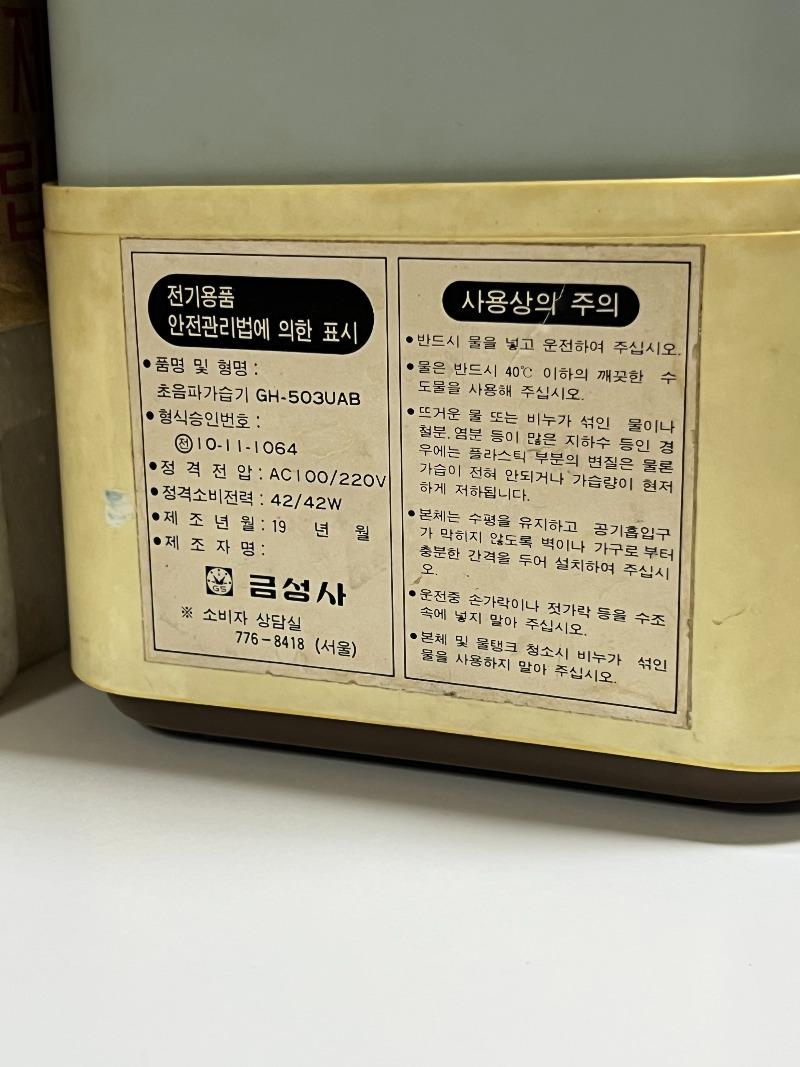 전기용품
안전관리법에 의한 표시
●품명 및 형명 :
초음파가습기 GH-503UAB
●형식승인번호 :
㉠10-11-1064
●정 격 전 압 : AC100/220V
●정격소비전력 : 42/42W
●제 조 년 월 : 19 년 월
●제 조 자 명 :
GS 금성사
※ 소비자 상담실
776-8418 (서울)
사용상의 주의
●반드시 물을 넣고 운전하여 주십시오.
●물은 반드시 40℃ 이하의 깨끗한 수
도물을 사용해 주십시오.
●뜨거운 물 또는 비누가 섞인 물이나
철분.염분 등이 많은 지하수 등인 경
우에는 플라스틱 부분의 변질은 물론
가습이 전혀 안되거나 가습량이 현저
하게 저하됩니다.
●본체는 수평을 유지하고 공기흡입구
가 막히지 않도록 벽이나 가구로 부터
충분한 간격을 두어 설치하여 주십시
오.
●운전중 손가락이나 젓가락 등을 수조
속에 넣지 말아 주십시오.
●본체 및 물탱크 청소시 비누가 섞인
물을 사용하지 말아 주십시오.